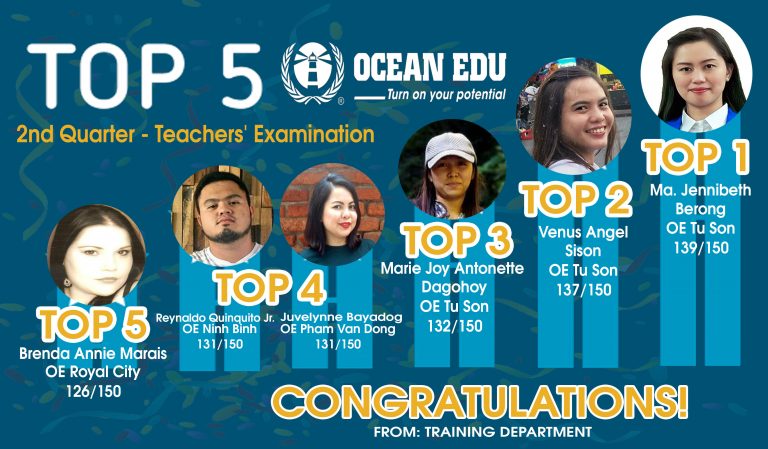 TOP 5
OCEAN EDU
Turn on your potential
®
2nd Quarter - Teachers' Examination
TOP 1
Ma. Jennibeth
Berong
OE Tu Son
139/150
TOP 2
Venus Angel
Sison
OE Tu Son
137/150
TOP 3
Marie Joy Antonette
Dagohoy
OE Tu Son
132/150
TOP 4
Reynaldo Quinquito Jr.
OE Ninh Bình
131/150
Juvelynne Bayadog
OE Pham Van Dong
131/150
TOP 5
Brenda Annie Marais
OE Royal City
126/150
CONGRATULATIONS!
FROM: TRAINING DEPARTMENT